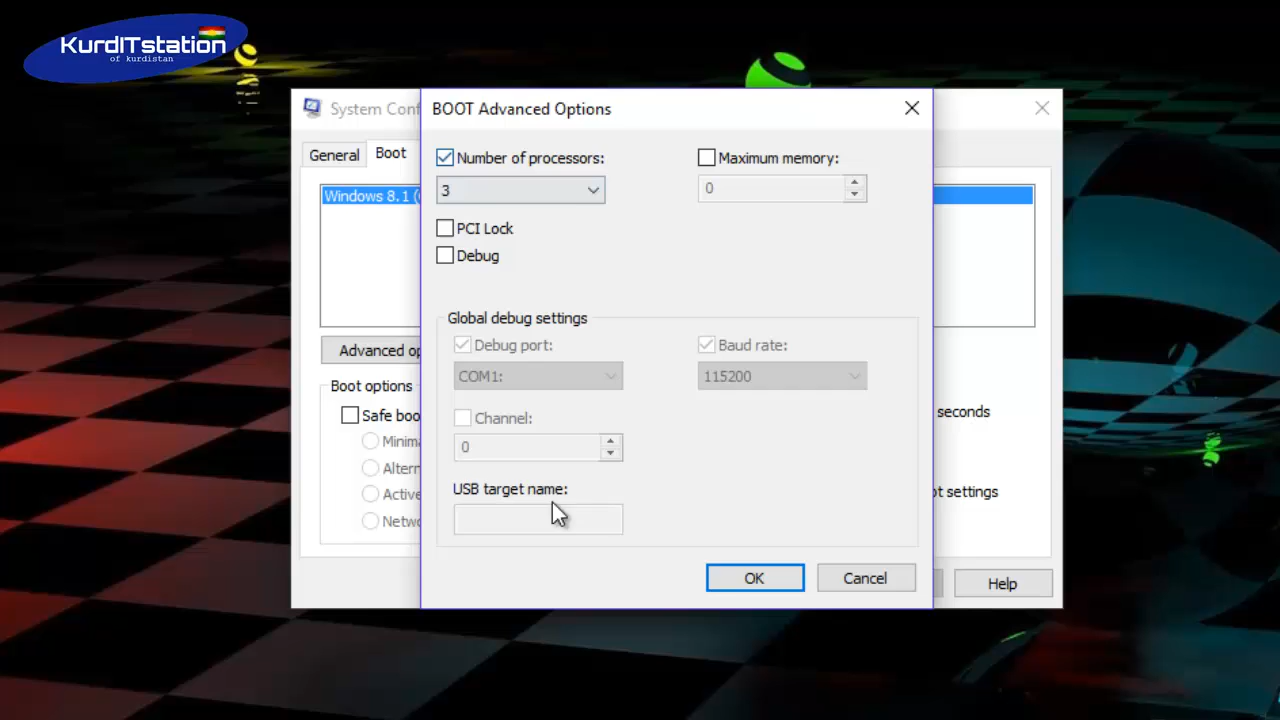 KurdITstation
of kurdistan
System Conf
BOOT Advanced Options
General
Boot
Number of processors:
Maximum memory:
3
0
Windows 8.1 (
PCI Lock
Debug
Global debug settings
Debug port:
Baud rate:
COM1:
115200
Advanced op
Boot options
Safe boo
seconds
Channel:
Minima
0
Altern
USB target name:
Active
ot settings
Netwo
OK
Cancel
Help